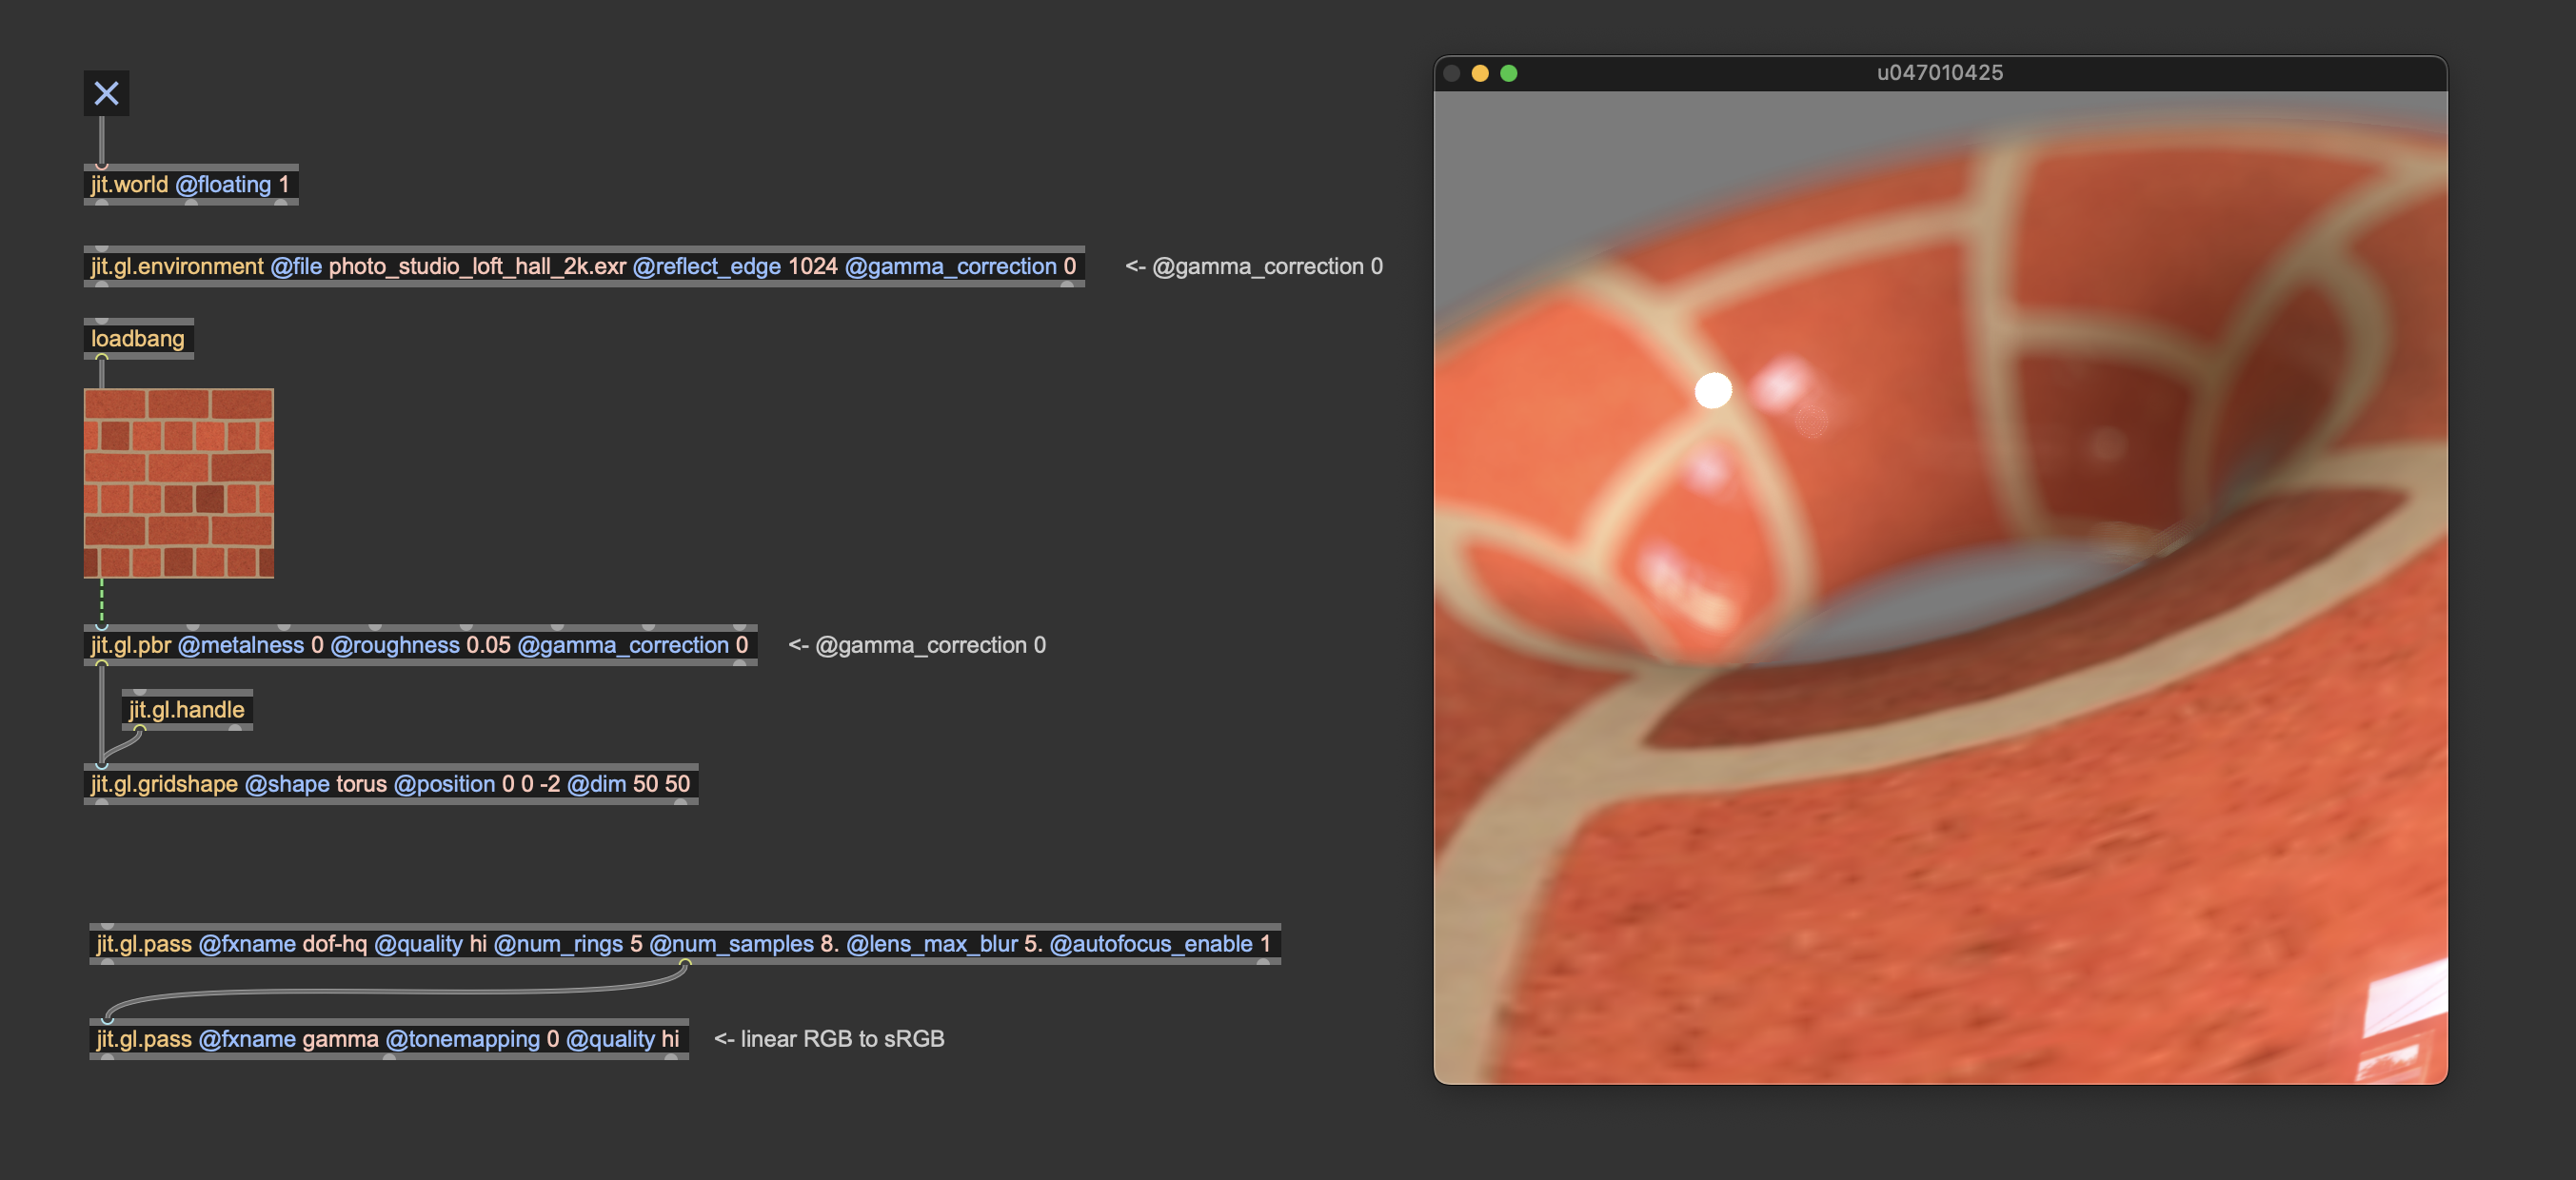 u047010425
jit.world @floating 1
jit.gl.environment @file photo_studio_loft_hall_2k.exr @reflect_edge 1024 @gamma_correction 0
<- @gamma_correction 0
loadbang
jit.gl.pbr @metalness 0 @roughness 0.05 @gamma_correction 0
<- @gamma_correction 0
jit.gl.handle
jit.gl.gridshape @shape torus @position 0 0 -2 @dim 50 50
jit.gl.pass @fxname dof-hq @quality hi @num_rings 5 @num_samples 8. @lens_max_blur 5. @autofocus_enable 1
jit.gl.pass @fxname gamma @tonemapping 0 @quality hi
<- linear RGB to sRGB